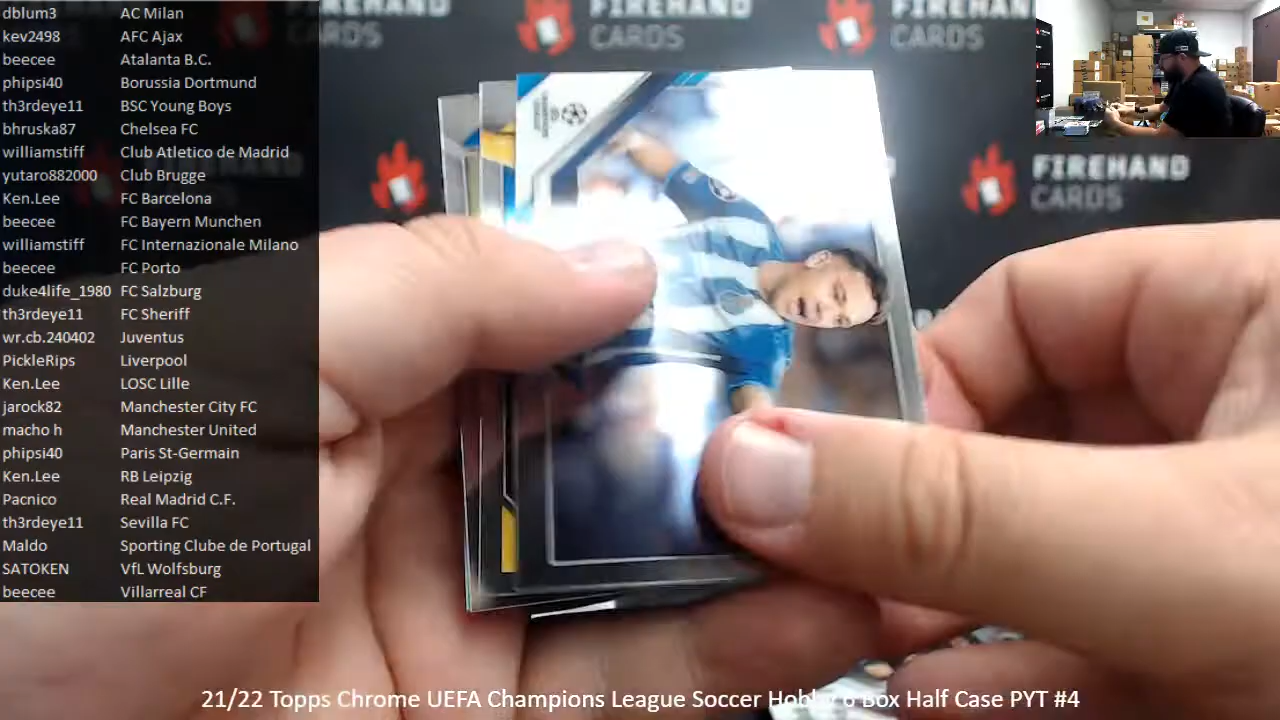 dblum3 AC Milan
kev2498 AFC Ajax
beecee Atalanta B.C.
phipsi40 Borussia Dortmund
th3rdeye11 BSC Young Boys
bhruska87 Chelsea FC
williamstiff Club Atletico de Madrid
yutaro882000 Club Brugge
Ken.Lee FC Barcelona
beecee FC Bayern Munchen
williamstiff FC Internazionale Milano
beecee FC Porto
duke4life_1980 FC Salzburg
th3rdeye11 FC Sheriff
wr.cb.240402 Juventus
PickleRips Liverpool
Ken.Lee LOSC Lille
jarock82 Manchester City FC
macho h Manchester United
phipsi40 Paris St-Germain
Ken.Lee RB Leipzig
Pacnico Real Madrid C.F.
th3rdeye11 Sevilla FC
Maldo Sporting Clube de Portugal
SATOKEN VfL Wolfsburg
beecee Villarreal CF
FIREHAND
CARDS
FIREHAND
CARDS
FIREHAND
CARDS
FIREHAND
CARDS
21/22 Topps Chrome UEFA Champions League Soccer Hobby 6 Box Half Case PYT #4